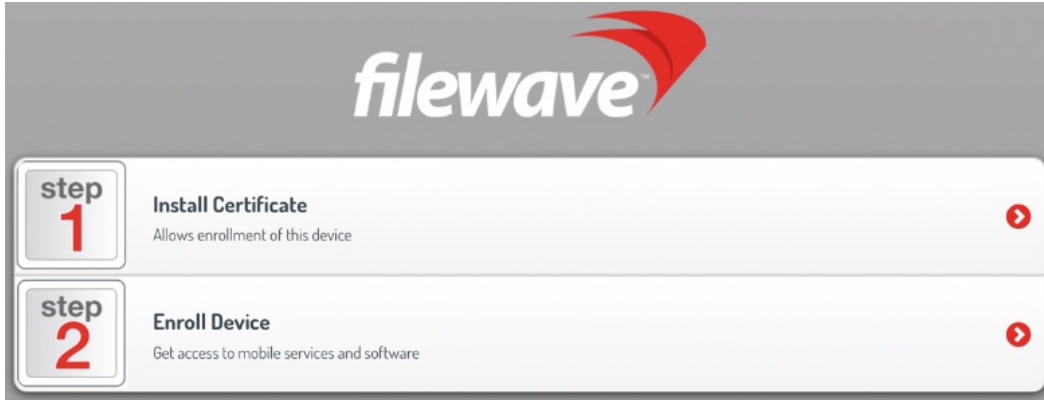 filewave™
step
1
Install Certificate
Allows enrollment of this device
step
2
Enroll Device
Get access to mobile services and software